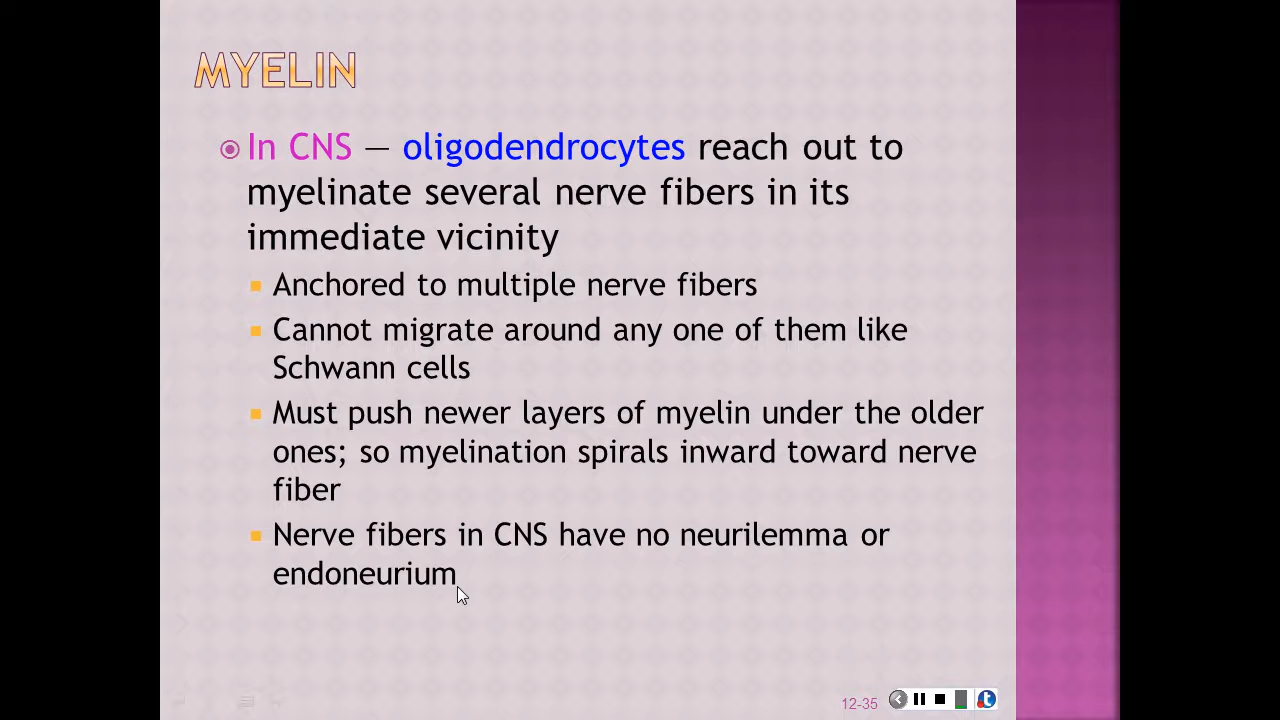 MYELIN
In CNS — oligodendrocytes reach out to
myelinate several nerve fibers in its
immediate vicinity
Anchored to multiple nerve fibers
Cannot migrate around any one of them like
Schwann cells
Must push newer layers of myelin under the older
ones; so myelination spirals inward toward nerve
fiber
Nerve fibers in CNS have no neurilemma or
endoneurium
12-35
t